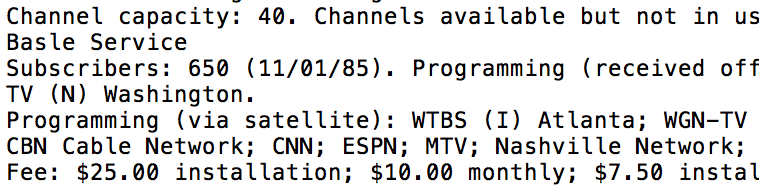 Channel capacity: 40. Channels available but not in us
Basle Service
Subscribers: 650 (11/01/85). Programming (received off
TV (N) Washington.
Programming (via satellite): WTBS (I) Atlanta; WGN-TV
CBN Cable Network; CNN; ESPN; MTV; Nashville Network;
Fee: $25.00 installation; $10.00 monthly; $7.50 instal